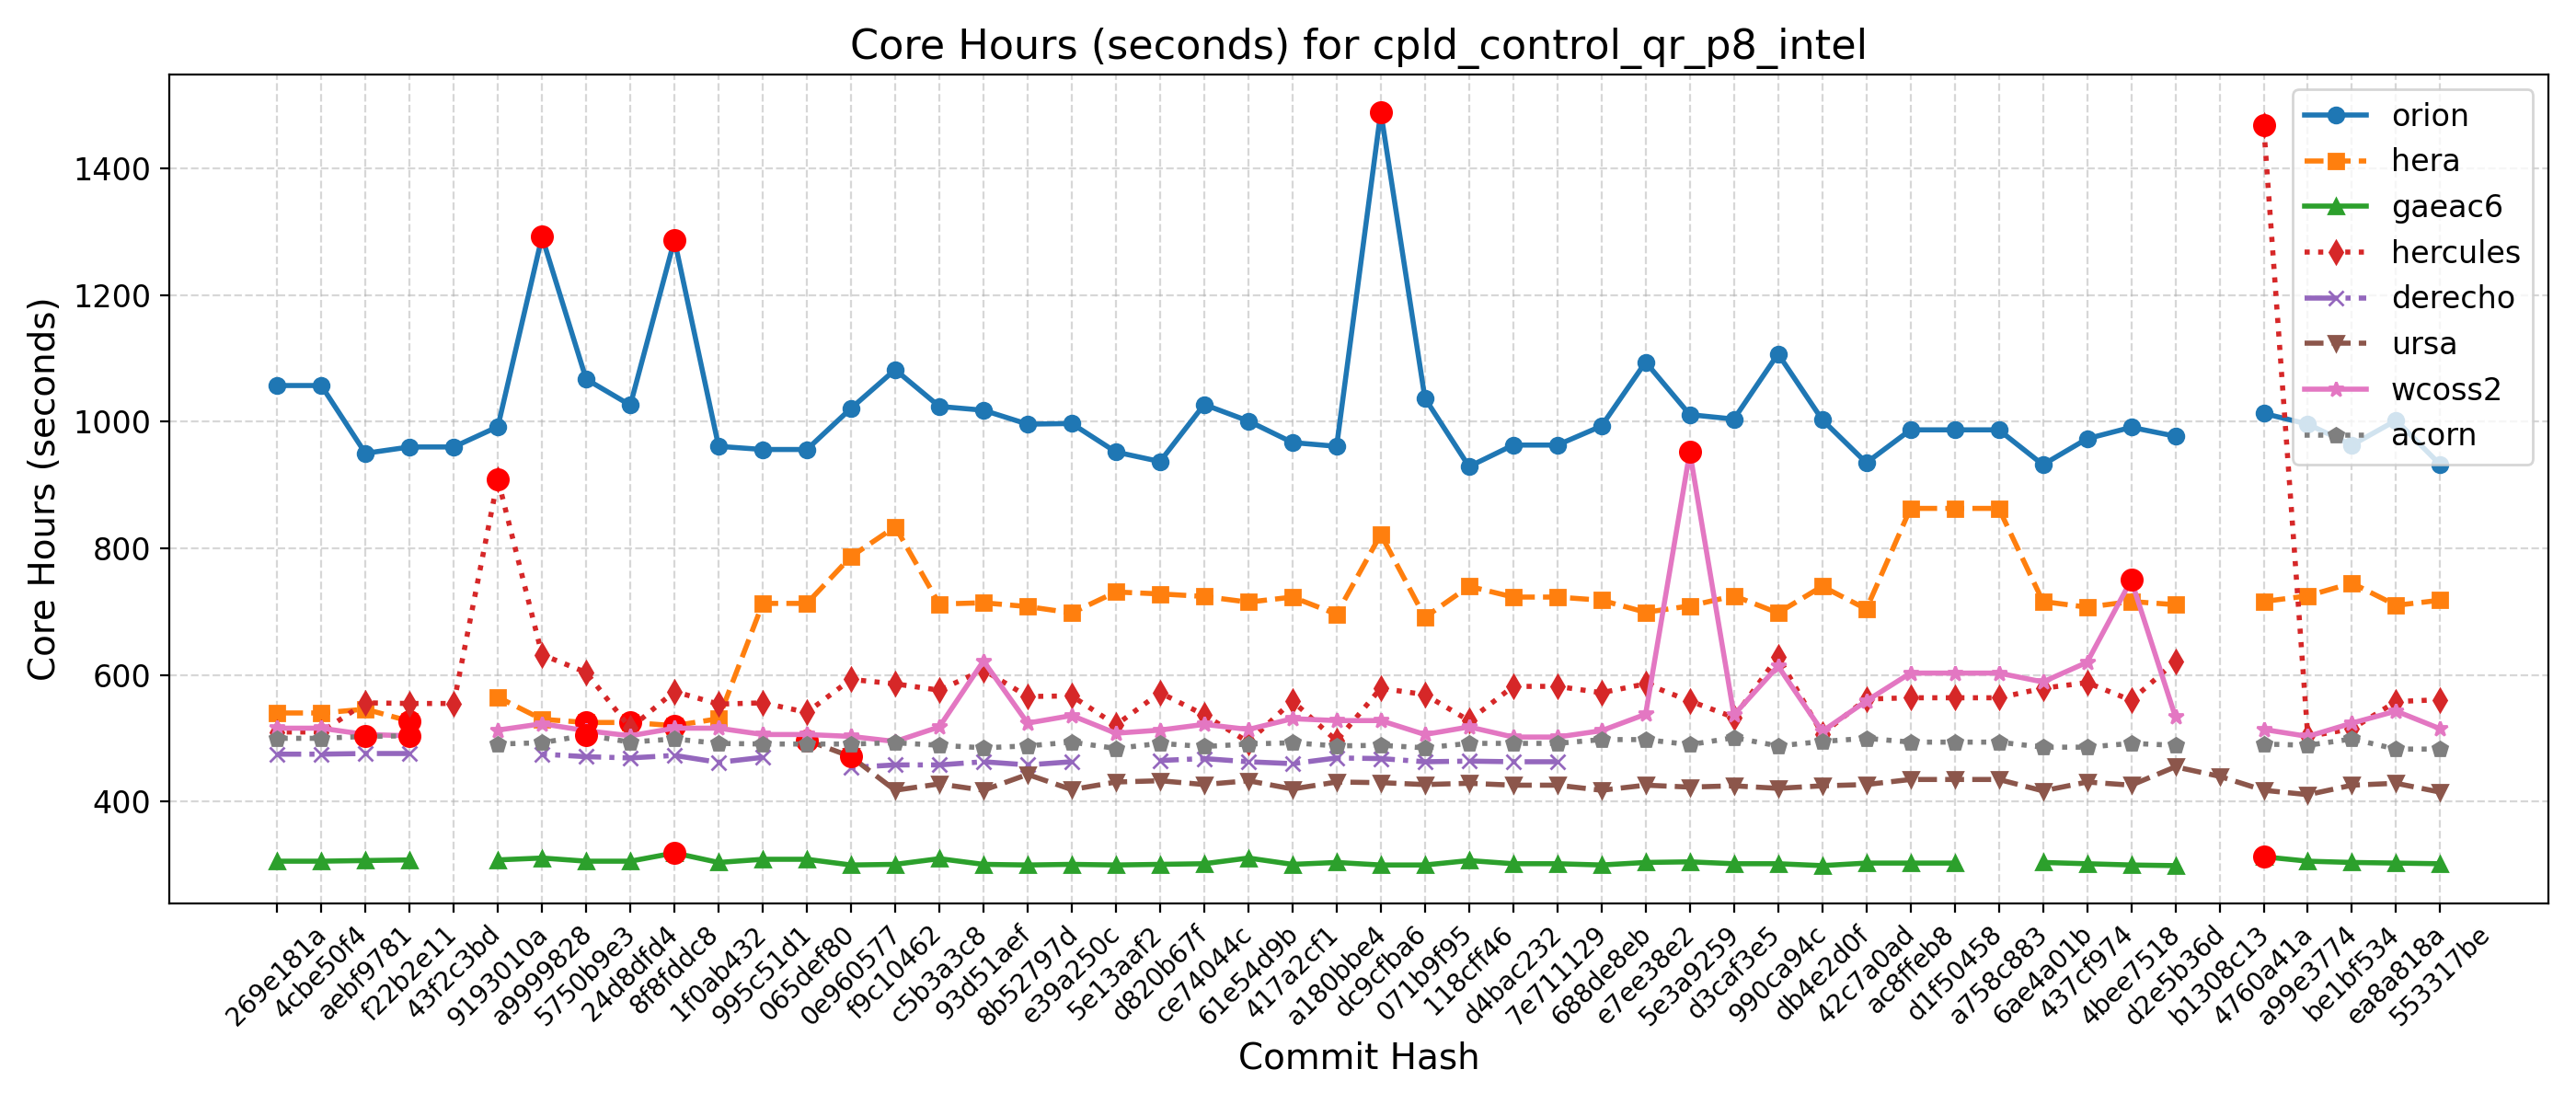 Core Hours (seconds) for cpld_control_qr_p8_intel
Core Hours (seconds)
1400
1200
1000
800
600
400
orion
hera
gaeac6
hercules
derecho
ursa
wcoss2
acorn
269e181a
4cbe50f4
aebf9781
f22b2e11
43f2c3bd
9193010a
a9999828
5750b9e3
24d8dfd4
8f8fddc8
1f0ab432
995c51d1
065def80
0e960577
f9c10462
c5b3a3c8
93d51aef
8b52797d
e39a250c
5e13aaf2
d820b67f
ce74044c
61e54d9b
417a2cf1
a180bbe4
dc9cfba6
071b9f95
118cff46
d4bac232
7e711129
688de8eb
e7ee38e2
5e3a9259
d3caf3e5
990ca94c
db4e2d0f
42c7a0ad
ac8ffeb8
d1f50458
a758c883
6ae4a01b
437cf974
4bee7518
d2e5b36d
b1308c13
4760a41a
a99e3774
be1bf534
ea8a818a
553317be
Commit Hash